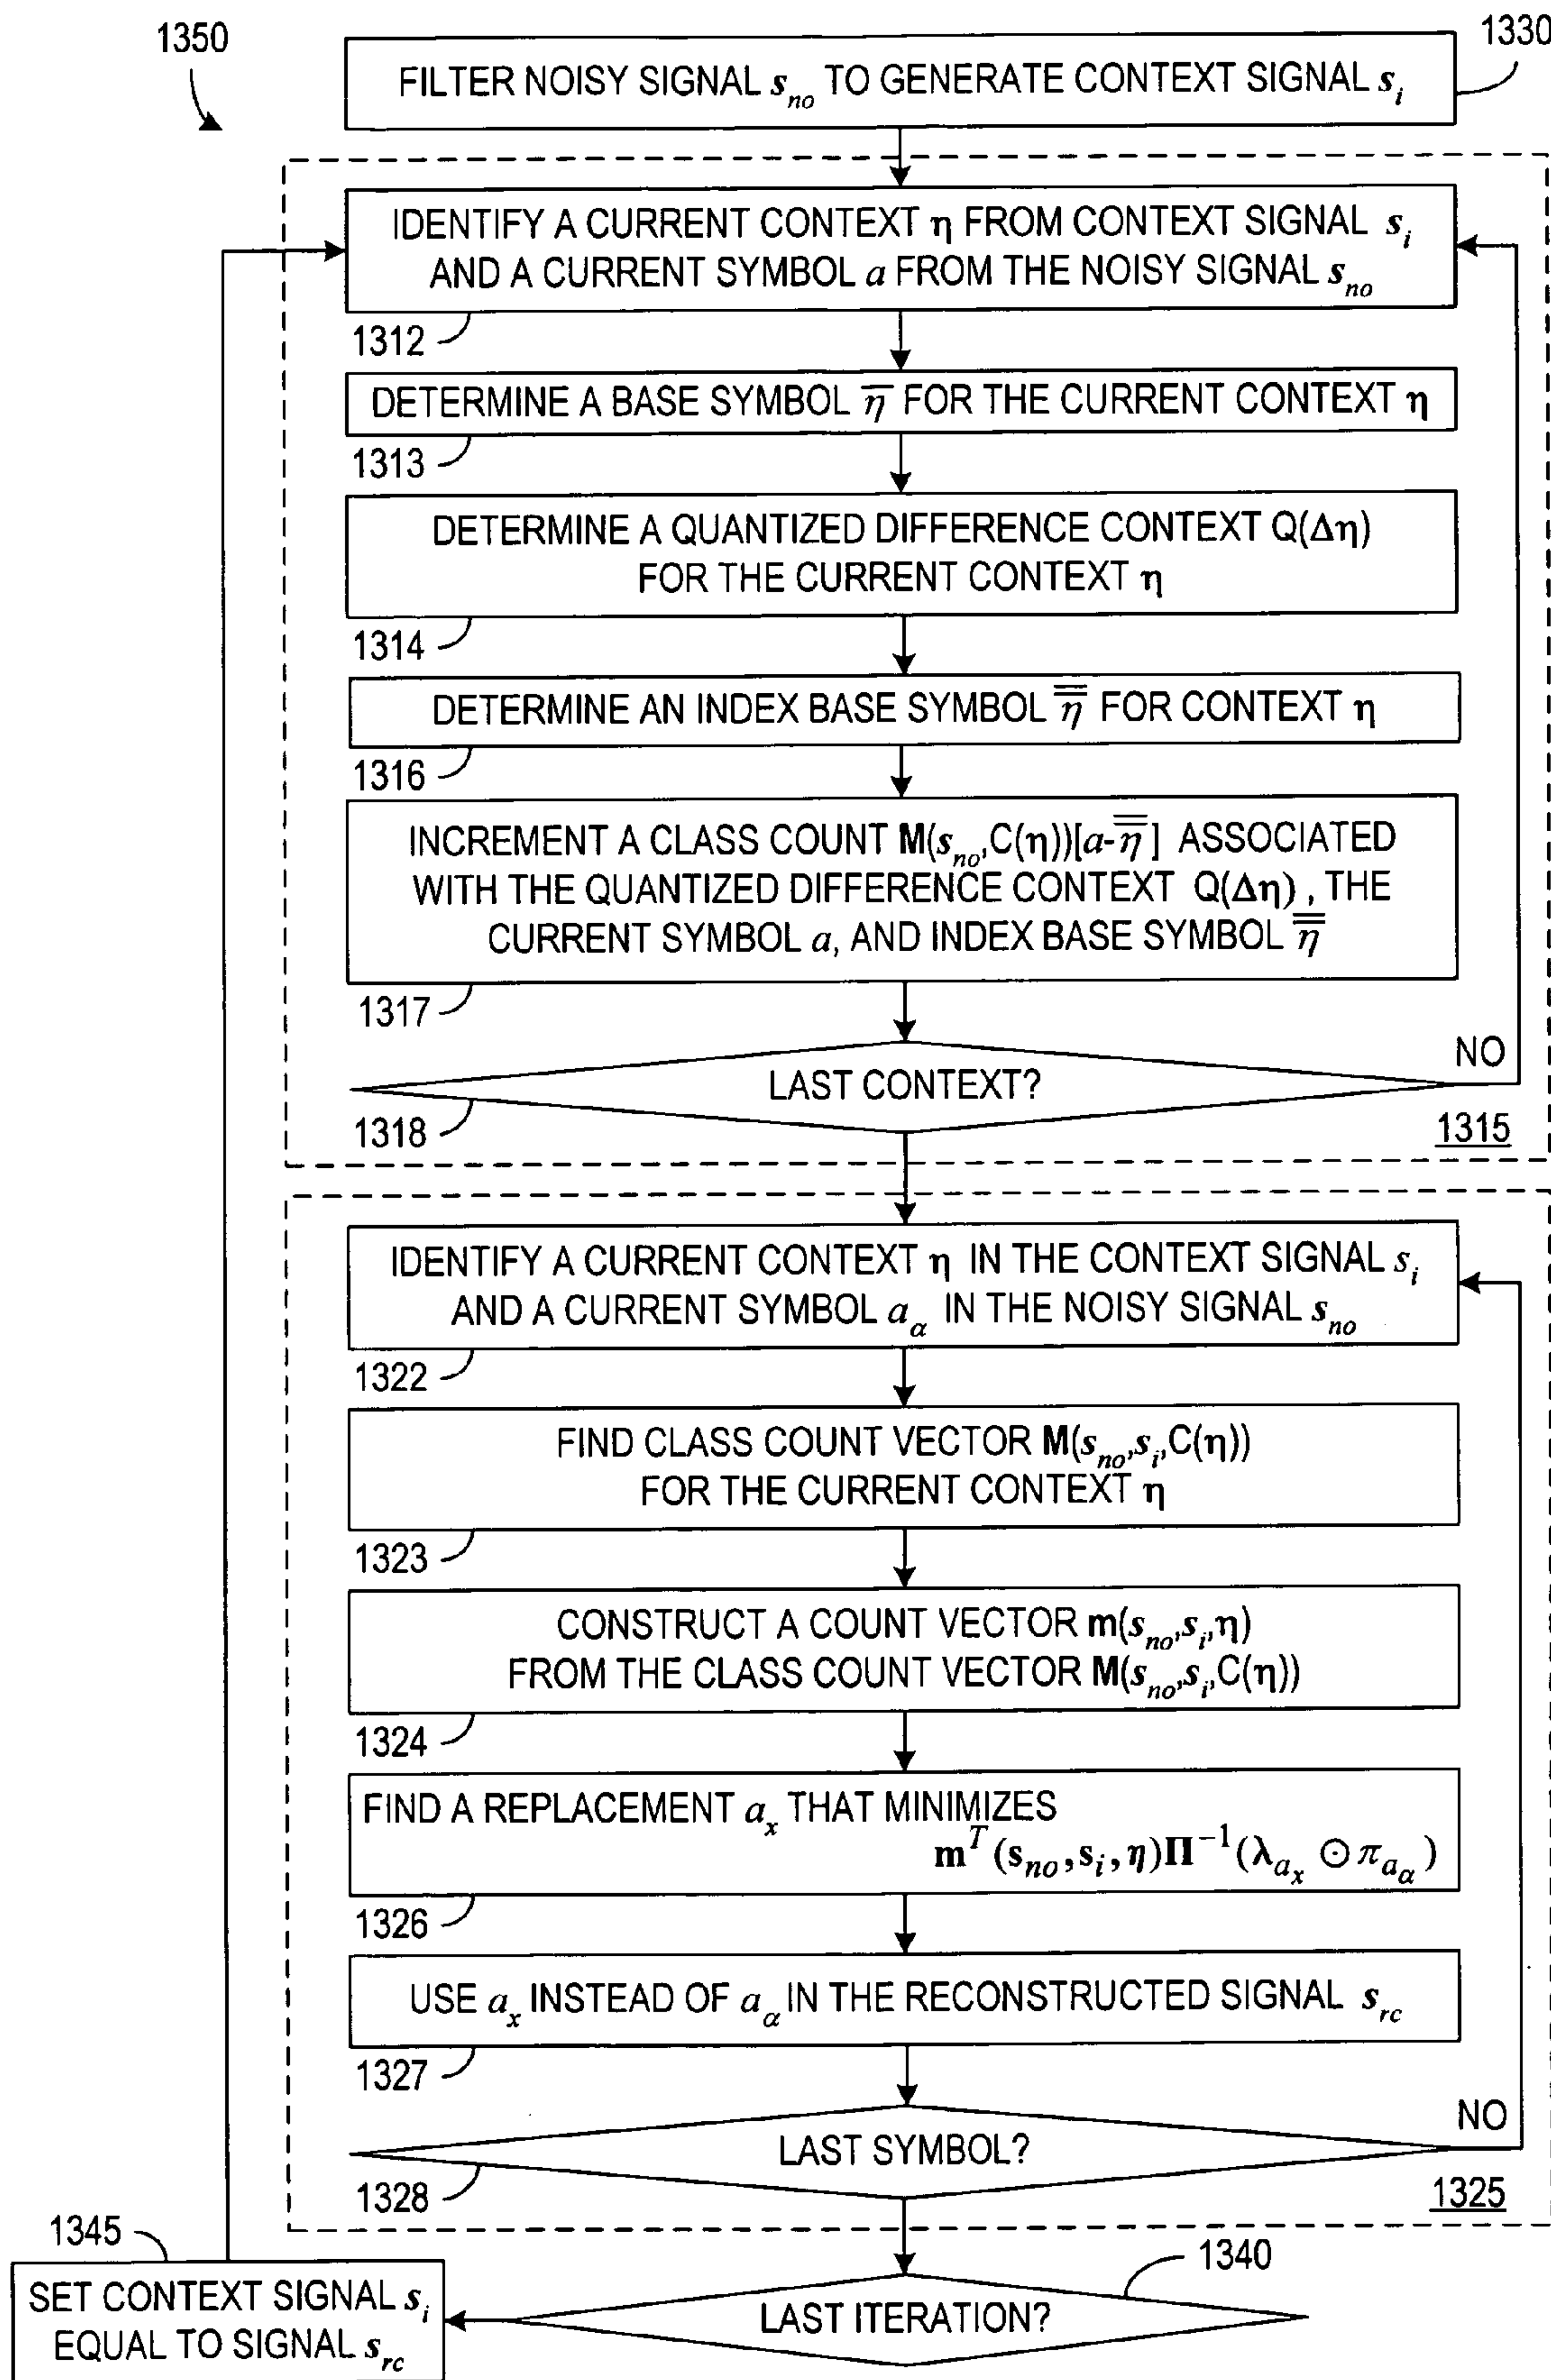 1350
1330
FILTER NOISY SIGNAL s_no TO GENERATE CONTEXT SIGNAL s_i
IDENTIFY A CURRENT CONTEXT η FROM CONTEXT SIGNAL s_i
AND A CURRENT SYMBOL a FROM THE NOISY SIGNAL s_no
1312
DETERMINE A BASE SYMBOL η̅ FOR THE CURRENT CONTEXT η
1313
DETERMINE A QUANTIZED DIFFERENCE CONTEXT Q(Δη)
FOR THE CURRENT CONTEXT η
1314
DETERMINE AN INDEX BASE SYMBOL η̿ FOR CONTEXT η
1316
INCREMENT A CLASS COUNT M(s_no,C(η))[a-η̿] ASSOCIATED
WITH THE QUANTIZED DIFFERENCE CONTEXT Q(Δη), THE
CURRENT SYMBOL a, AND INDEX BASE SYMBOL η̿
1317
LAST CONTEXT?
NO
1318
1315
IDENTIFY A CURRENT CONTEXT η IN THE CONTEXT SIGNAL s_i
AND A CURRENT SYMBOL a_α IN THE NOISY SIGNAL s_no
1322
FIND CLASS COUNT VECTOR M(s_no,s_i,C(η))
FOR THE CURRENT CONTEXT η
1323
CONSTRUCT A COUNT VECTOR m(s_no,s_i,η)
FROM THE CLASS COUNT VECTOR M(s_no,s_i,C(η))
1324
FIND A REPLACEMENT a_x THAT MINIMIZES
m^T(s_no,s_i,η)Π^-1(λ_a_x ⊙ π_a_α)
1326
USE a_x INSTEAD OF a_α IN THE RECONSTRUCTED SIGNAL s_rc
1327
LAST SYMBOL?
NO
1328
1325
1345
1340
SET CONTEXT SIGNAL s_i
EQUAL TO SIGNAL s_rc
LAST ITERATION?